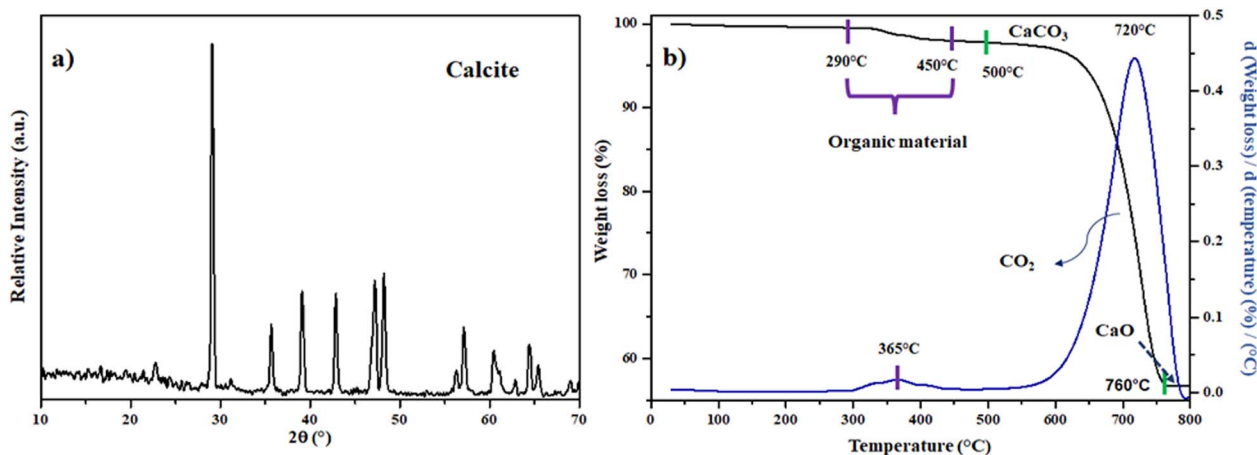 a)
Calcite
Relative Intensity (a.u.)
10
20
30
40
50
60
70
2θ (°)
b)
100
90
80
70
60
Weight loss (%)
0
100
200
300
400
500
600
700
800
Temperature (°C)
0.5
0.4
0.3
0.2
0.1
0.0
d (Weight loss) / d (temperature) (%) / (°C)
CaCO₃
720°C
290°C
450°C
500°C
Organic material
CO₂
CaO
365°C
760°C